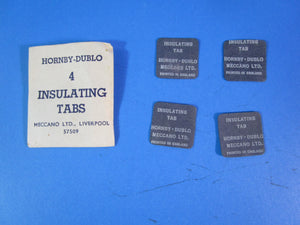 HORNBY-DUBLO
4
INSULATING
TABS
MECCANO LTD., LIVERPOOL
57509
INSULATING
TAB
HORNBY-DUBLO
MECCANO LTD.
PRINTED IN ENGLAND
INSULATING
TAB
HORNBY-DUBLO
MECCANO LTD.
PRINTED IN ENGLAND
INSULATING
TAB
HORNBY-DUBLO
MECCANO LTD.
PRINTED IN ENGLAND
INSULATING
TAB
HORNBY-DUBLO
MECCANO LTD.
PRINTED IN ENGLAND